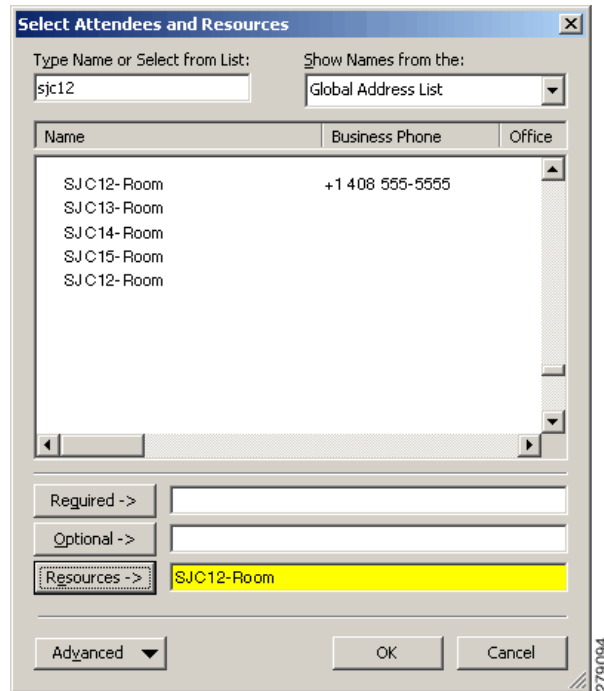 Select Attendees and Resources
Type Name or Select from List:
Show Names from the:
sjc12
Global Address List
Name Business Phone Office
SJC12-Room +1 408 555-5555
SJC13-Room
SJC14-Room
SJC15-Room
SJC12-Room
Required ->
Optional ->
Resources -> SJC12-Room
Advanced OK Cancel
279094